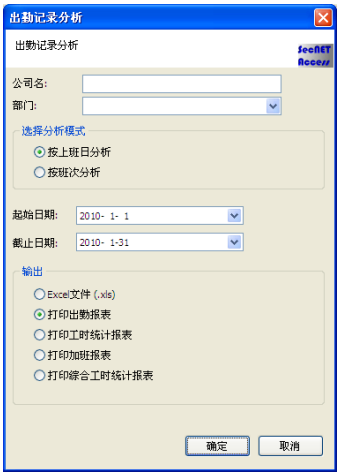 出勤记录分析
出勤记录分析
SecNET
Access
公司名:
部门:
选择分析模式
按上班日分析
按班次分析
起始日期: 2010- 1- 1
截止日期: 2010- 1-31
输出
Excel文件 (.xls)
打印出勤报表
打印工时统计报表
打印加班报表
打印综合工时统计报表
确定 取消